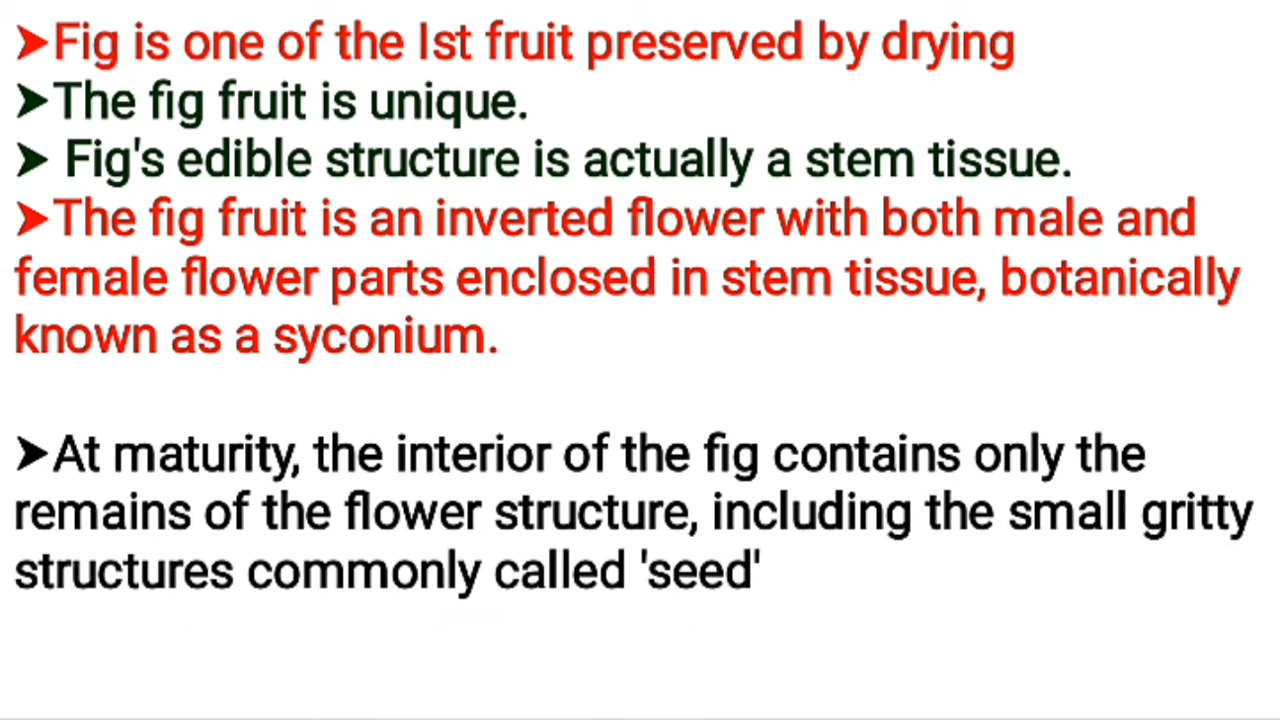 ➤Fig is one of the Ist fruit preserved by drying
➤The fig fruit is unique.
➤ Fig's edible structure is actually a stem tissue.
➤The fig fruit is an inverted flower with both male and
female flower parts enclosed in stem tissue, botanically
known as a syconium.
➤At maturity, the interior of the fig contains only the
remains of the flower structure, including the small gritty
structures commonly called 'seed'